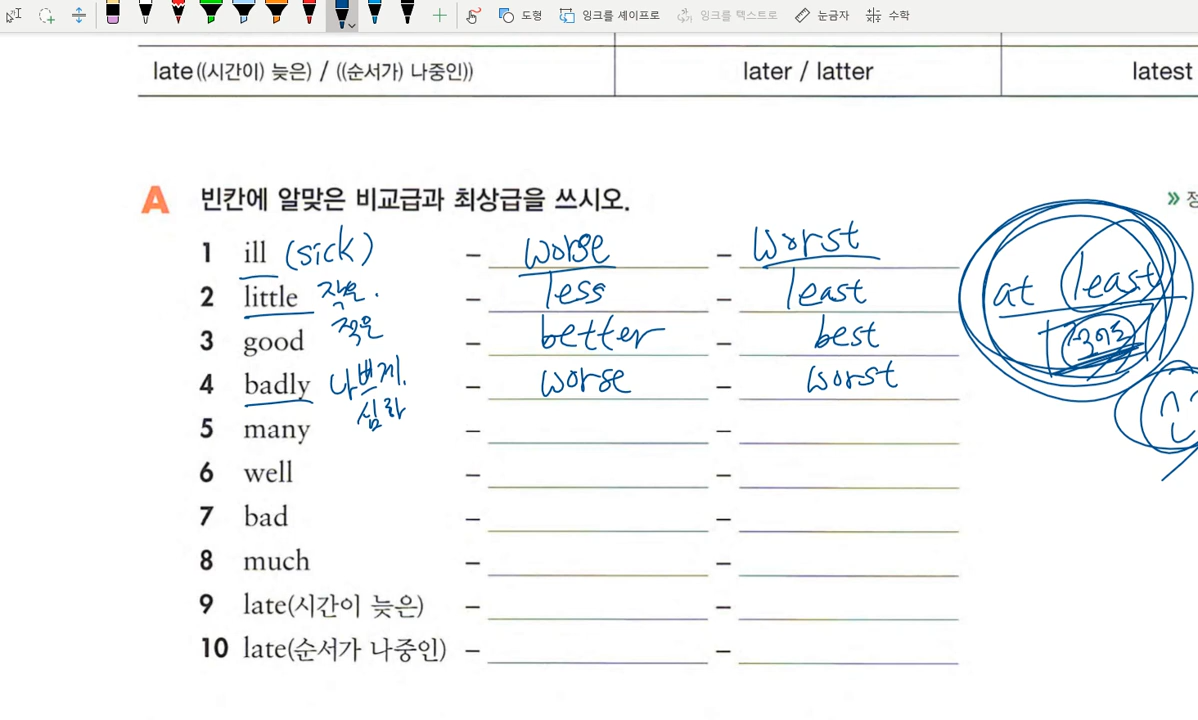 도형 잉크를 셰이프로 잉크를 텍스트로 눈금자 수학
late((시간이) 늦은) / ((순서가) 나중인)) later / latter latest
A 빈칸에 알맞은 비교급과 최상급을 쓰시오.
1 ill (sick) – worse – worst
2 little 작은. – less – least
적은
3 good – better – best
4 badly 나쁘게. – worse – worst
심하
5 many – –
6 well – –
7 bad – –
8 much – –
9 late(시간이 늦은) – –
10 late(순서가 나중인) – –
» 정
at least
적어도